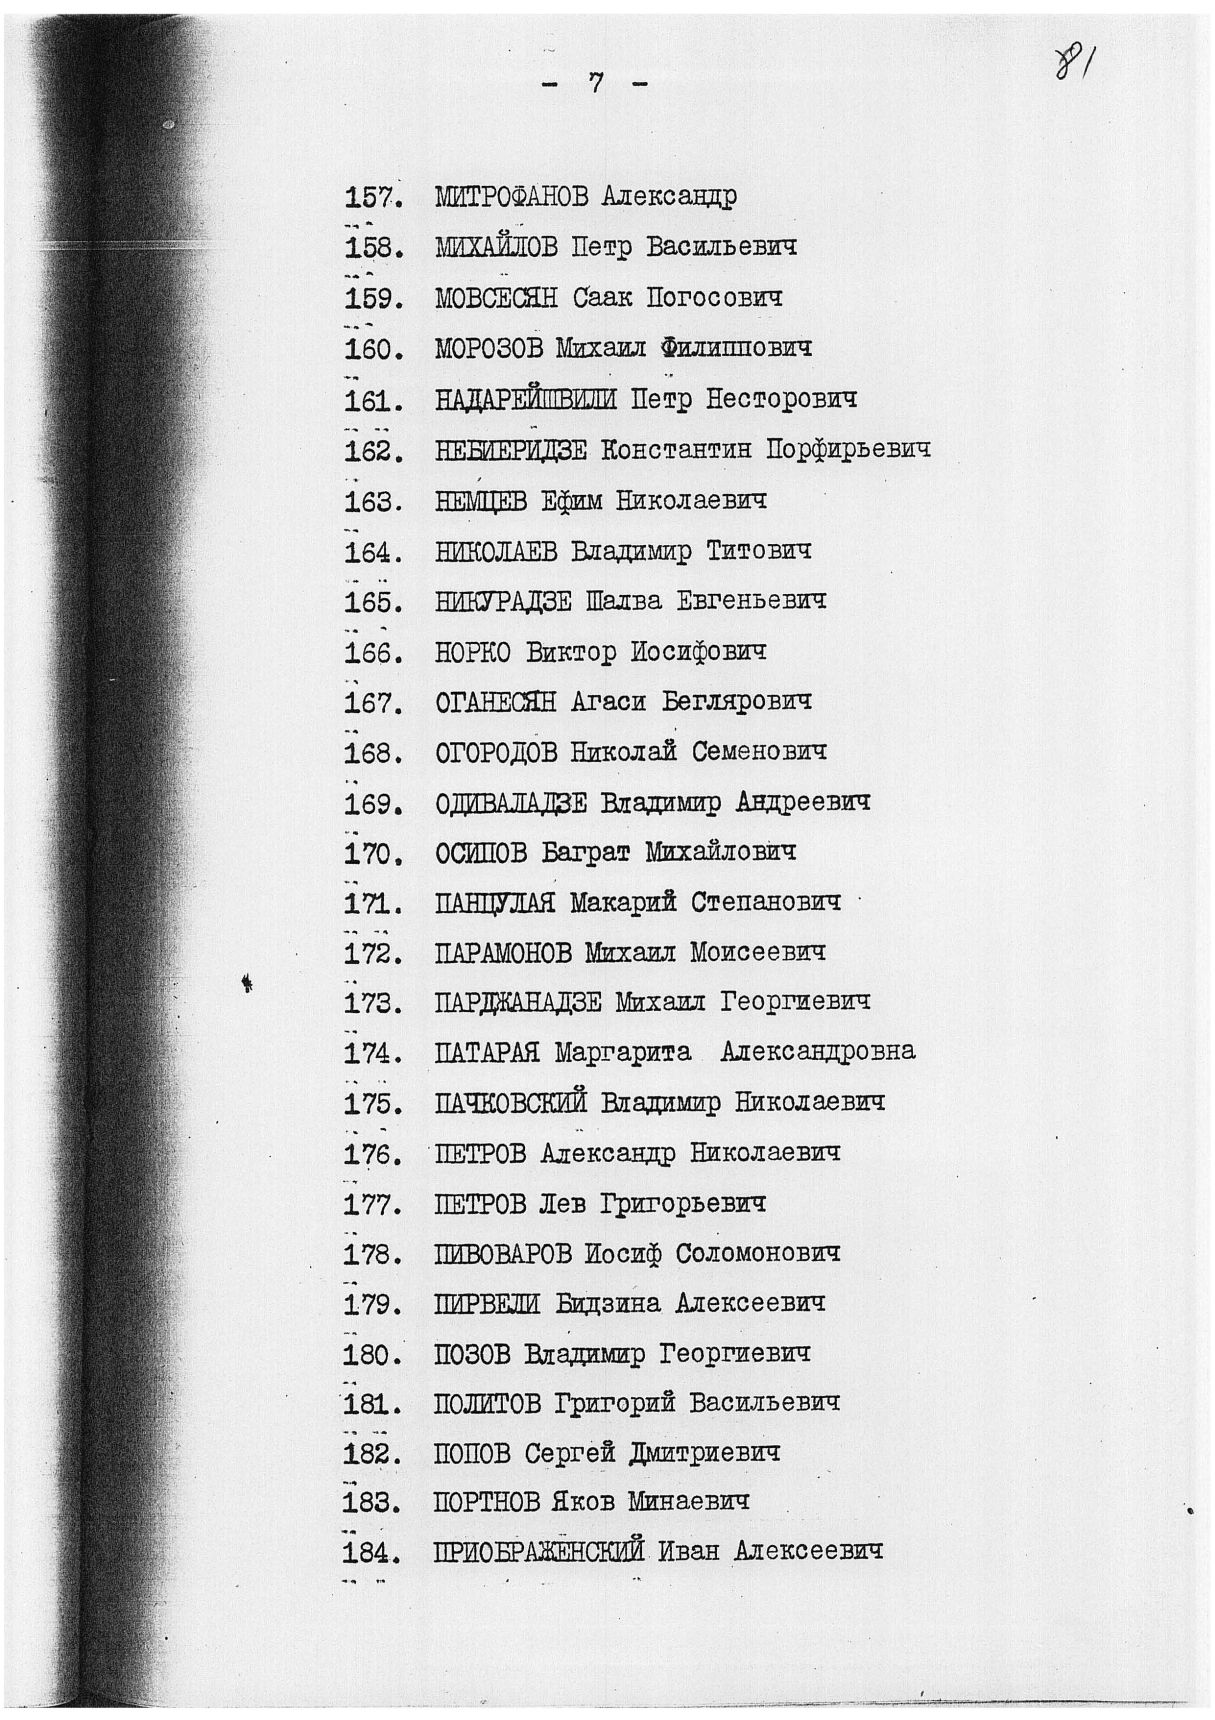 81
- 7 -
157. МИТРОФАНОВ Александр
158. МИХАЙЛОВ Петр Васильевич
159. МОВСЕСЯН Саак Погосович
160. МОРОЗОВ Михаил Филиппович
161. НАДАРЕЙШВИЛИ Петр Несторович
162. НЕБИЕРИДЗЕ Константин Порфирьевич
163. НЕМЦЕВ Ефим Николаевич
164. НИКОЛАЕВ Владимир Титович
165. НИКУРАДЗЕ Шалва Евгеньевич
166. НОРКО Виктор Иосифович
167. ОГАНЕСЯН Агаси Беглярович
168. ОГОРОДОВ Николай Семенович
169. ОДИВАЛАДЗЕ Владимир Андреевич
170. ОСИПОВ Баграт Михайлович
171. ПАНЦУЛАЯ Макарий Степанович
172. ПАРАМОНОВ Михаил Моисеевич
173. ПАРДЖАНАДЗЕ Михаил Георгиевич
174. ПАТАРАЯ Маргарита Александровна
175. ПАЧКОВСКИЙ Владимир Николаевич
176. ПЕТРОВ Александр Николаевич
177. ПЕТРОВ Лев Григорьевич
178. ПИВОВАРОВ Иосиф Соломонович
179. ПИРВЕЛИ Бидзина Алексеевич
180. ПОЗОВ Владимир Георгиевич
181. ПОЛИТОВ Григорий Васильевич
182. ПОПОВ Сергей Дмитриевич
183. ПОРТНОВ Яков Минаевич
184. ПРИОБРАЖЕНСКИЙ Иван Алексеевич